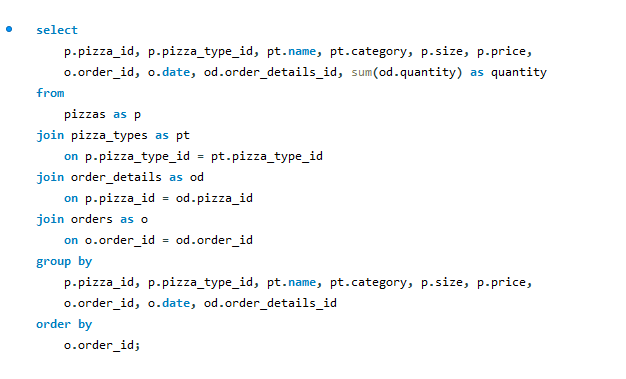 select
    p.pizza_id, p.pizza_type_id, pt.name, pt.category, p.size, p.price,
    o.order_id, o.date, od.order_details_id, sum(od.quantity) as quantity
from
    pizzas as p
join pizza_types as pt
    on p.pizza_type_id = pt.pizza_type_id
join order_details as od
    on p.pizza_id = od.pizza_id
join orders as o
    on o.order_id = od.order_id
group by
    p.pizza_id, p.pizza_type_id, pt.name, pt.category, p.size, p.price,
    o.order_id, o.date, od.order_details_id
order by
    o.order_id;